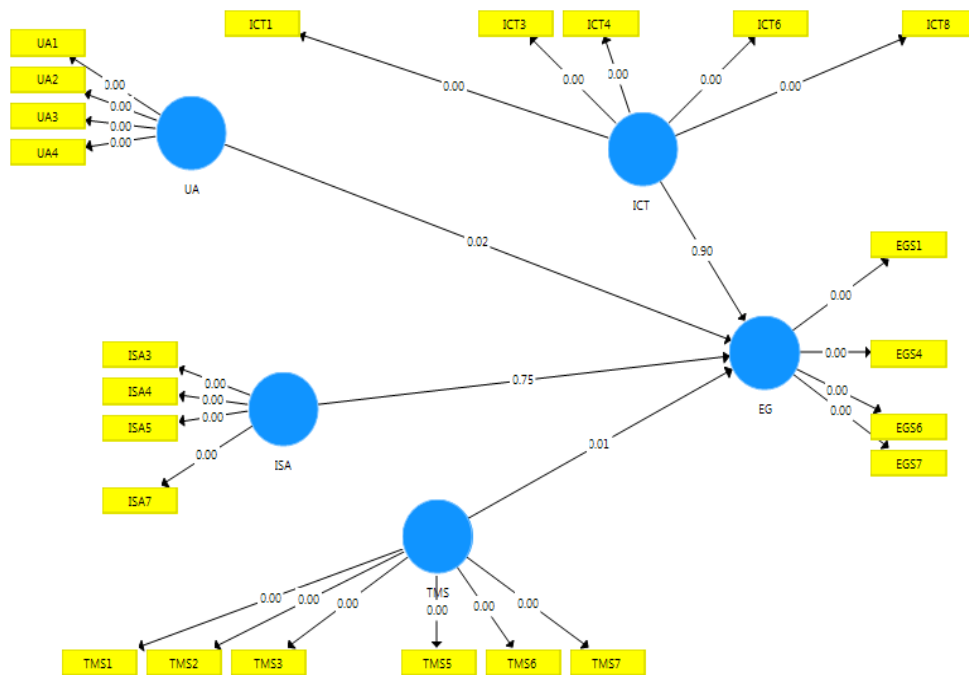 ICT1
ICT3
ICT4
ICT6
ICT8
UA1
UA2
UA3
UA4
0.00
0.00
0.00
0.00
0.00
0.00
0.00
0.00
0.00
UA
ICT
0.02
0.90
EGS1
EGS4
EGS6
EGS7
0.00
0.00
0.00
0.00
EG
ISA3
ISA4
ISA5
ISA7
0.00
0.00
0.00
0.00
ISA
0.75
0.01
TMS
0.00
0.00
0.00
0.00
0.00
0.00
TMS1
TMS2
TMS3
TMS5
TMS6
TMS7